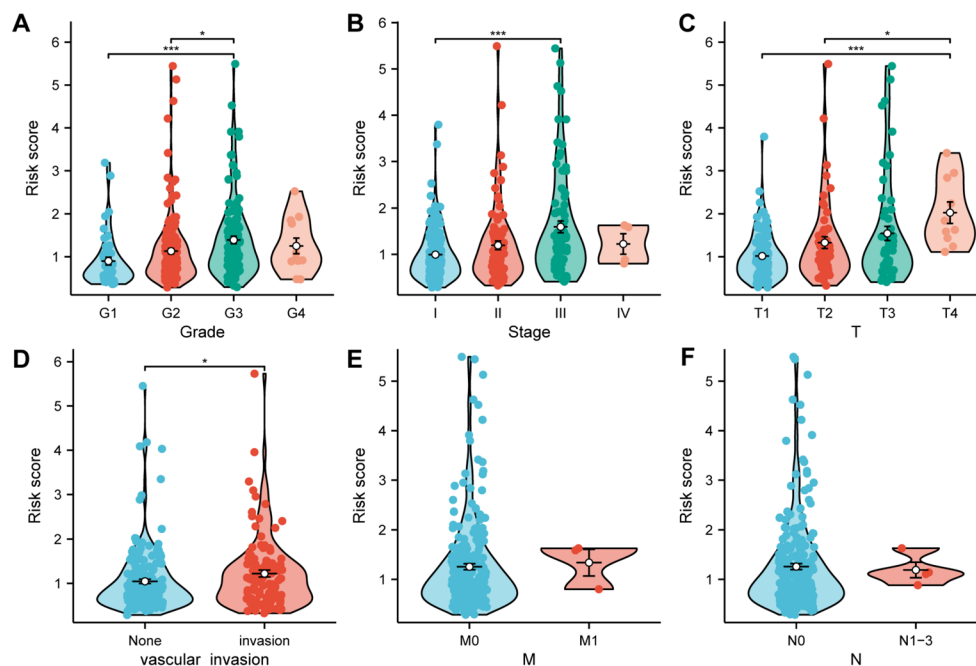 A
Risk score
6
5
4
3
2
1
*
***
G1 G2 G3 G4
Grade
B
Risk score
6
5
4
3
2
1
***
I II III IV
Stage
C
Risk score
6
5
4
3
2
1
*
***
T1 T2 T3 T4
T
D
Risk score
6
5
4
3
2
1
*
None invasion
vascular invasion
E
Risk score
5
4
3
2
1
M0 M1
M
F
Risk score
5
4
3
2
1
N0 N1−3
N